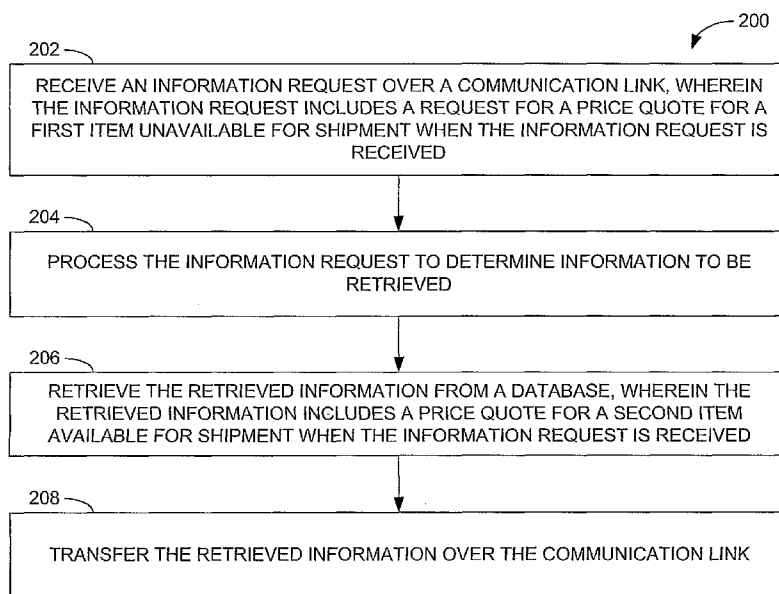 200
202
RECEIVE AN INFORMATION REQUEST OVER A COMMUNICATION LINK, WHEREIN
THE INFORMATION REQUEST INCLUDES A REQUEST FOR A PRICE QUOTE FOR A
FIRST ITEM UNAVAILABLE FOR SHIPMENT WHEN THE INFORMATION REQUEST IS
RECEIVED
204
PROCESS THE INFORMATION REQUEST TO DETERMINE INFORMATION TO BE
RETRIEVED
206
RETRIEVE THE RETRIEVED INFORMATION FROM A DATABASE, WHEREIN THE
RETRIEVED INFORMATION INCLUDES A PRICE QUOTE FOR A SECOND ITEM
AVAILABLE FOR SHIPMENT WHEN THE INFORMATION REQUEST IS RECEIVED
208
TRANSFER THE RETRIEVED INFORMATION OVER THE COMMUNICATION LINK